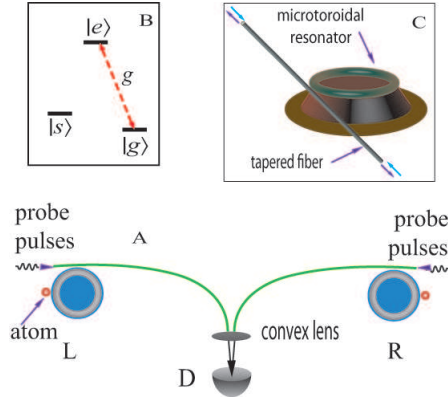 B
|e⟩
g
|s⟩
|g⟩
microtoroidal
resonator
C
tapered fiber
probe
pulses
A
probe
pulses
atom
L
convex lens
R
D